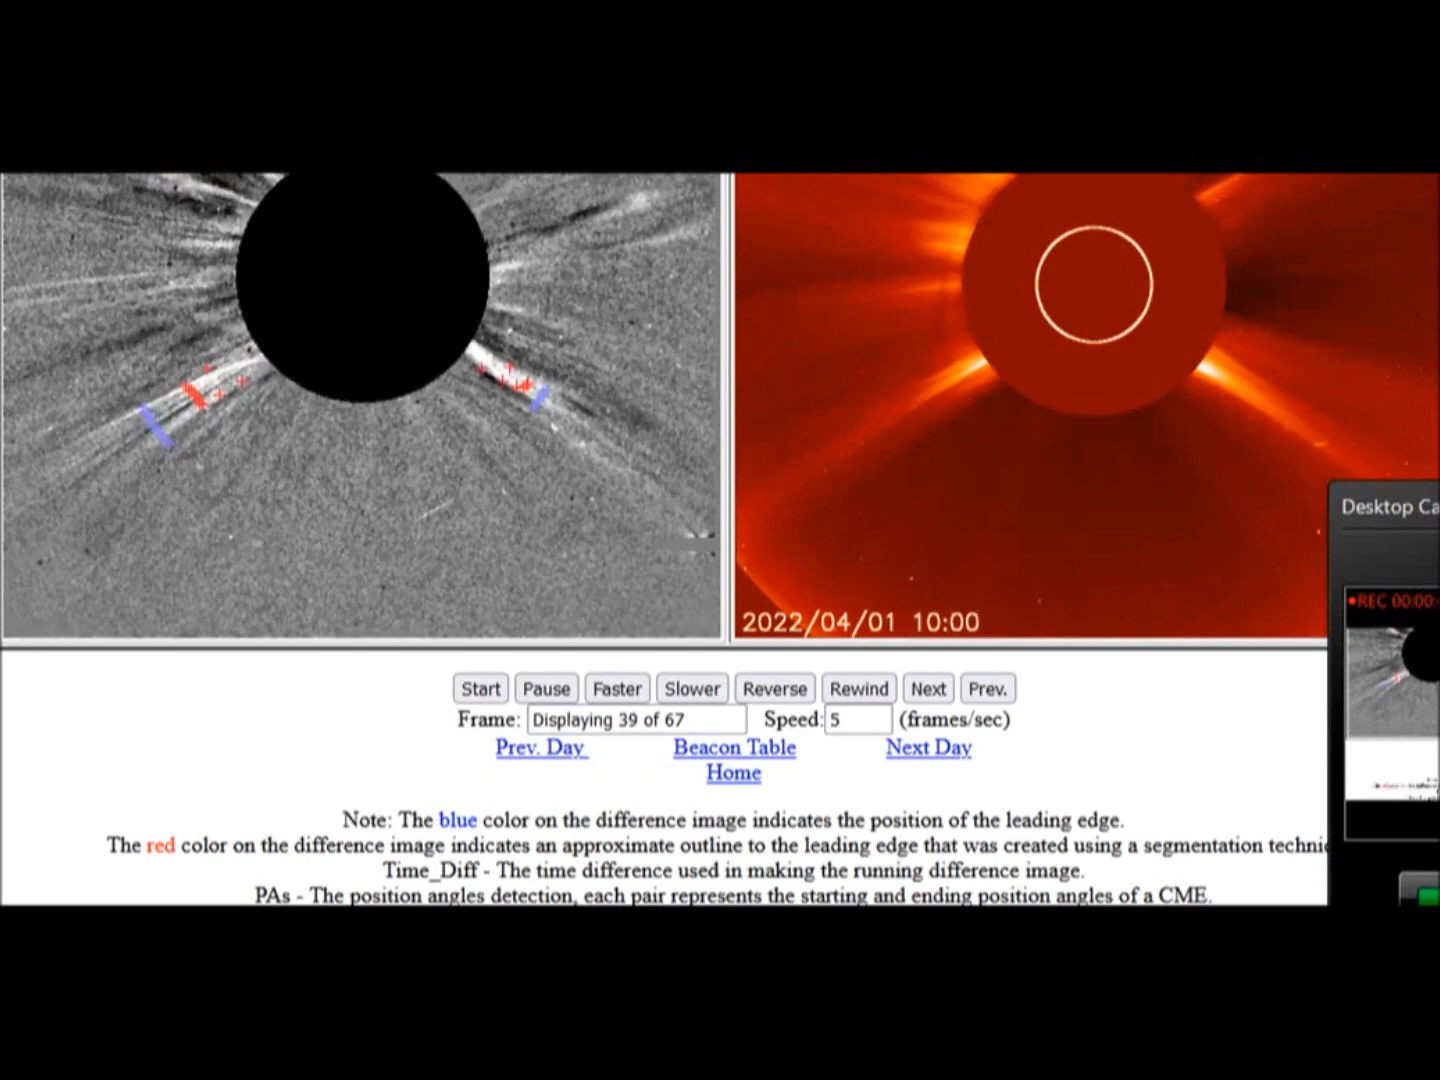 2022/04/01 10:00
Desktop Ca
REC 00:00:
Start Pause Faster Slower Reverse Rewind Next Prev.
Frame: Displaying 39 of 67 Speed: 5 (frames/sec)
Prev. Day Beacon Table Next Day
Home
Note: The blue color on the difference image indicates the position of the leading edge.
The red color on the difference image indicates an approximate outline to the leading edge that was created using a segmentation techni
Time_Diff - The time difference used in making the running difference image.
PAs - The position angles detection, each pair represents the starting and ending position angles of a CME.